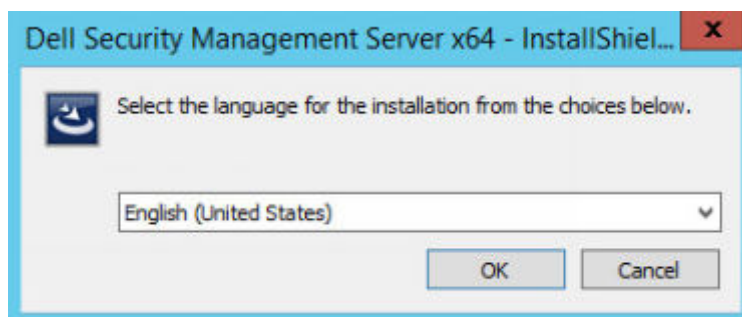 Dell Security Management Server x64 - InstallShiel...
Select the language for the installation from the choices below.
English (United States)
OK Cancel